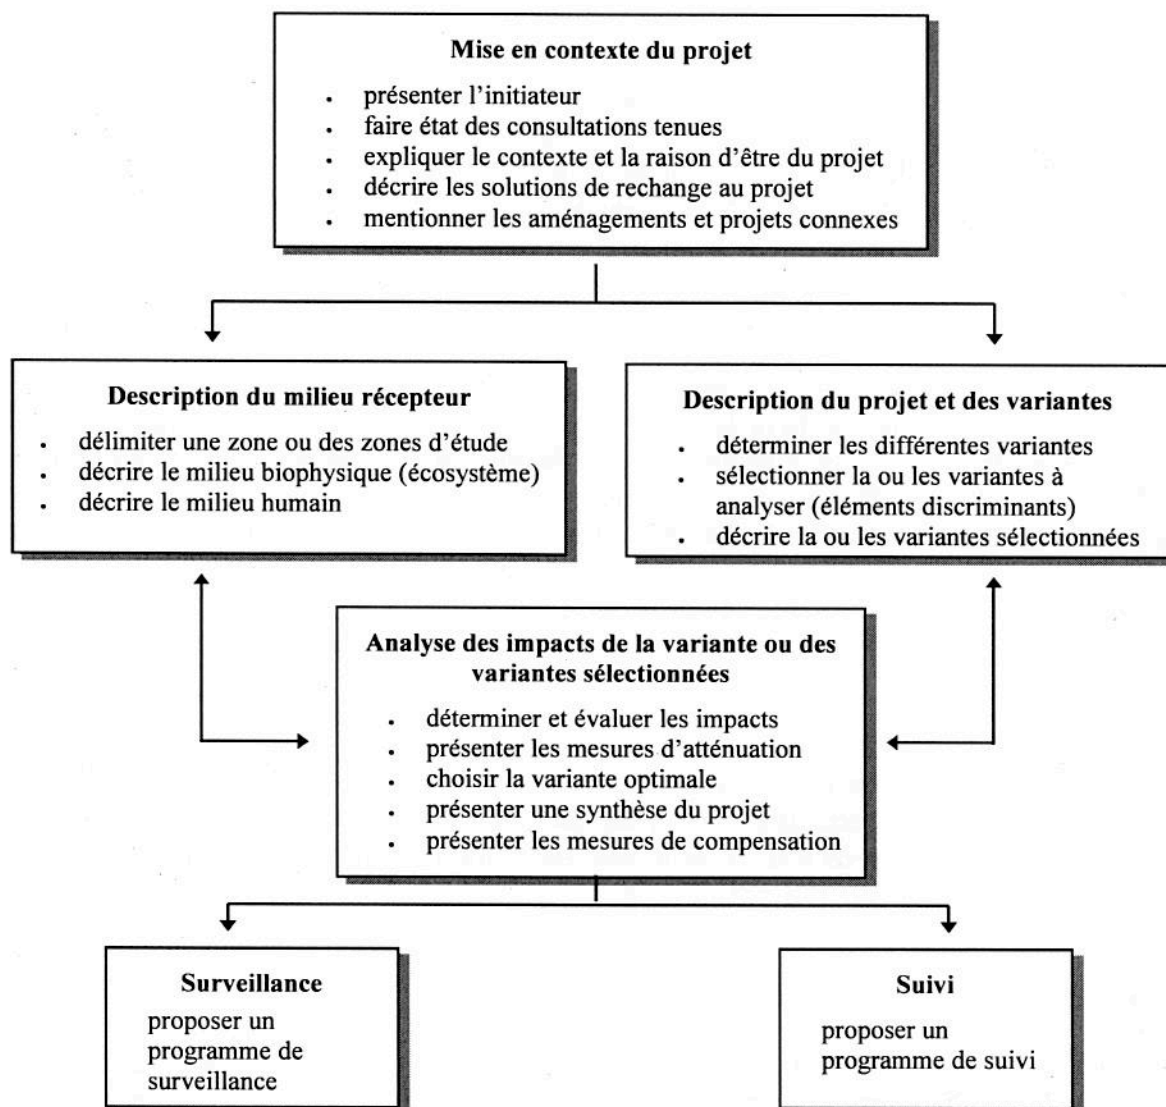 Mise en contexte du projet
• présenter l'initiateur
• faire état des consultations tenues
• expliquer le contexte et la raison d'être du projet
• décrire les solutions de rechange au projet
• mentionner les aménagements et projets connexes
Description du milieu récepteur
• délimiter une zone ou des zones d'étude
• décrire le milieu biophysique (écosystème)
• décrire le milieu humain
Description du projet et des variantes
• déterminer les différentes variantes
• sélectionner la ou les variantes à
analyser (éléments discriminants)
• décrire la ou les variantes sélectionnées
Analyse des impacts de la variante ou des
variantes sélectionnées
• déterminer et évaluer les impacts
• présenter les mesures d'atténuation
• choisir la variante optimale
• présenter une synthèse du projet
• présenter les mesures de compensation
Surveillance
proposer un
programme de
surveillance
Suivi
proposer un
programme de suivi